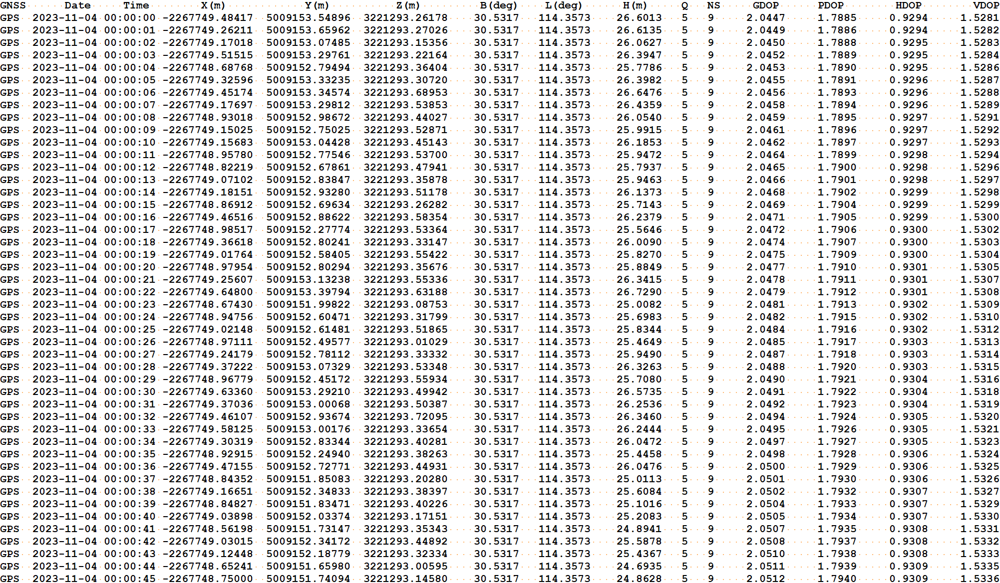 GNSS Date Time X(m) Y(m) Z(m) B(deg) L(deg) H(m) Q NS GDOP PDOP HDOP VDOP
GPS 2023-11-04 00:00:00 -2267749.48417 5009153.54896 3221293.26178 30.5317 114.3573 26.6013 5 9 2.0447 1.7885 0.9294 1.5281
GPS 2023-11-04 00:00:01 -2267749.26211 5009153.65962 3221293.27026 30.5317 114.3573 26.6135 5 9 2.0449 1.7886 0.9294 1.5282
GPS 2023-11-04 00:00:02 -2267749.17018 5009153.07485 3221293.15356 30.5317 114.3573 26.0627 5 9 2.0450 1.7888 0.9295 1.5283
GPS 2023-11-04 00:00:03 -2267749.51515 5009153.29761 3221293.22164 30.5317 114.3573 26.3947 5 9 2.0452 1.7889 0.9295 1.5284
GPS 2023-11-04 00:00:04 -2267748.68768 5009152.79494 3221293.36404 30.5317 114.3573 25.7786 5 9 2.0453 1.7890 0.9295 1.5286
GPS 2023-11-04 00:00:05 -2267749.32596 5009153.33235 3221293.30720 30.5317 114.3573 26.3982 5 9 2.0455 1.7891 0.9296 1.5287
GPS 2023-11-04 00:00:06 -2267749.45174 5009153.34574 3221293.68953 30.5317 114.3573 26.6476 5 9 2.0456 1.7893 0.9296 1.5288
GPS 2023-11-04 00:00:07 -2267749.17697 5009153.29812 3221293.53853 30.5317 114.3573 26.4359 5 9 2.0458 1.7894 0.9296 1.5289
GPS 2023-11-04 00:00:08 -2267748.93018 5009152.98672 3221293.44027 30.5317 114.3573 26.0540 5 9 2.0459 1.7895 0.9297 1.5291
GPS 2023-11-04 00:00:09 -2267749.15025 5009152.75025 3221293.52871 30.5317 114.3573 25.9915 5 9 2.0461 1.7896 0.9297 1.5292
GPS 2023-11-04 00:00:10 -2267749.15683 5009153.04428 3221293.45143 30.5317 114.3573 26.1853 5 9 2.0462 1.7897 0.9297 1.5293
GPS 2023-11-04 00:00:11 -2267748.95780 5009152.77546 3221293.53700 30.5317 114.3573 25.9472 5 9 2.0464 1.7899 0.9298 1.5294
GPS 2023-11-04 00:00:12 -2267748.82219 5009152.67861 3221293.47941 30.5317 114.3573 25.7937 5 9 2.0465 1.7900 0.9298 1.5296
GPS 2023-11-04 00:00:13 -2267749.07102 5009152.83847 3221293.35878 30.5317 114.3573 25.9463 5 9 2.0466 1.7901 0.9298 1.5297
GPS 2023-11-04 00:00:14 -2267749.18151 5009152.93280 3221293.51178 30.5317 114.3573 26.1373 5 9 2.0468 1.7902 0.9299 1.5298
GPS 2023-11-04 00:00:15 -2267748.86912 5009152.69634 3221293.26282 30.5317 114.3573 25.7143 5 9 2.0469 1.7904 0.9299 1.5299
GPS 2023-11-04 00:00:16 -2267749.46516 5009152.88622 3221293.58354 30.5317 114.3573 26.2379 5 9 2.0471 1.7905 0.9299 1.5300
GPS 2023-11-04 00:00:17 -2267748.98517 5009152.27774 3221293.53364 30.5317 114.3573 25.5646 5 9 2.0472 1.7906 0.9300 1.5302
GPS 2023-11-04 00:00:18 -2267749.36618 5009152.80241 3221293.33147 30.5317 114.3573 26.0090 5 9 2.0474 1.7907 0.9300 1.5303
GPS 2023-11-04 00:00:19 -2267749.01764 5009152.58405 3221293.55422 30.5317 114.3573 25.8270 5 9 2.0475 1.7909 0.9300 1.5304
GPS 2023-11-04 00:00:20 -2267748.97954 5009152.80294 3221293.35676 30.5317 114.3573 25.8849 5 9 2.0477 1.7910 0.9301 1.5305
GPS 2023-11-04 00:00:21 -2267749.25607 5009153.13238 3221293.55336 30.5317 114.3573 26.3415 5 9 2.0478 1.7911 0.9301 1.5307
GPS 2023-11-04 00:00:22 -2267749.64800 5009153.39794 3221293.63188 30.5317 114.3573 26.7290 5 9 2.0479 1.7912 0.9301 1.5308
GPS 2023-11-04 00:00:23 -2267748.67430 5009151.99822 3221293.08753 30.5317 114.3573 25.0082 5 9 2.0481 1.7913 0.9302 1.5309
GPS 2023-11-04 00:00:24 -2267748.94756 5009152.60471 3221293.31799 30.5317 114.3573 25.6983 5 9 2.0482 1.7915 0.9302 1.5310
GPS 2023-11-04 00:00:25 -2267749.02148 5009152.61481 3221293.51865 30.5317 114.3573 25.8344 5 9 2.0484 1.7916 0.9302 1.5312
GPS 2023-11-04 00:00:26 -2267748.97111 5009152.49577 3221293.01029 30.5317 114.3573 25.4649 5 9 2.0485 1.7917 0.9303 1.5313
GPS 2023-11-04 00:00:27 -2267749.24179 5009152.78112 3221293.33332 30.5317 114.3573 25.9490 5 9 2.0487 1.7918 0.9303 1.5314
GPS 2023-11-04 00:00:28 -2267749.37222 5009153.07329 3221293.53348 30.5317 114.3573 26.3263 5 9 2.0488 1.7920 0.9303 1.5315
GPS 2023-11-04 00:00:29 -2267748.96779 5009152.45172 3221293.55934 30.5317 114.3573 25.7080 5 9 2.0490 1.7921 0.9304 1.5316
GPS 2023-11-04 00:00:30 -2267749.63360 5009153.29210 3221293.49942 30.5317 114.3573 26.5735 5 9 2.0491 1.7922 0.9304 1.5318
GPS 2023-11-04 00:00:31 -2267749.37036 5009153.00068 3221293.50387 30.5317 114.3573 26.2536 5 9 2.0492 1.7923 0.9304 1.5319
GPS 2023-11-04 00:00:32 -2267749.46107 5009152.93674 3221293.72095 30.5317 114.3573 26.3460 5 9 2.0494 1.7924 0.9305 1.5320
GPS 2023-11-04 00:00:33 -2267749.58125 5009153.00176 3221293.33654 30.5317 114.3573 26.2444 5 9 2.0495 1.7926 0.9305 1.5321
GPS 2023-11-04 00:00:34 -2267749.30319 5009152.83344 3221293.40281 30.5317 114.3573 26.0472 5 9 2.0497 1.7927 0.9305 1.5323
GPS 2023-11-04 00:00:35 -2267748.92915 5009152.24940 3221293.38263 30.5317 114.3573 25.4458 5 9 2.0498 1.7928 0.9306 1.5324
GPS 2023-11-04 00:00:36 -2267749.47155 5009152.72771 3221293.44931 30.5317 114.3573 26.0476 5 9 2.0500 1.7929 0.9306 1.5325
GPS 2023-11-04 00:00:37 -2267748.84352 5009151.85083 3221293.20280 30.5317 114.3573 25.0113 5 9 2.0501 1.7930 0.9306 1.5326
GPS 2023-11-04 00:00:38 -2267749.16651 5009152.34833 3221293.38397 30.5317 114.3573 25.6084 5 9 2.0502 1.7932 0.9307 1.5327
GPS 2023-11-04 00:00:39 -2267748.84827 5009151.83471 3221293.40226 30.5317 114.3573 25.1016 5 9 2.0504 1.7933 0.9307 1.5329
GPS 2023-11-04 00:00:40 -2267749.03898 5009152.03374 3221293.17151 30.5317 114.3573 25.2083 5 9 2.0505 1.7934 0.9307 1.5330
GPS 2023-11-04 00:00:41 -2267748.56198 5009151.73147 3221293.35343 30.5317 114.3573 24.8941 5 9 2.0507 1.7935 0.9308 1.5331
GPS 2023-11-04 00:00:42 -2267749.03015 5009152.34172 3221293.44892 30.5317 114.3573 25.5878 5 9 2.0508 1.7937 0.9308 1.5332
GPS 2023-11-04 00:00:43 -2267749.12448 5009152.18779 3221293.32334 30.5317 114.3573 25.4367 5 9 2.0510 1.7938 0.9308 1.5333
GPS 2023-11-04 00:00:44 -2267748.65241 5009151.65980 3221293.00595 30.5317 114.3573 24.6935 5 9 2.0511 1.7939 0.9309 1.5335
GPS 2023-11-04 00:00:45 -2267748.75000 5009151.74094 3221293.14580 30.5317 114.3573 24.8628 5 9 2.0512 1.7940 0.9309 1.5336